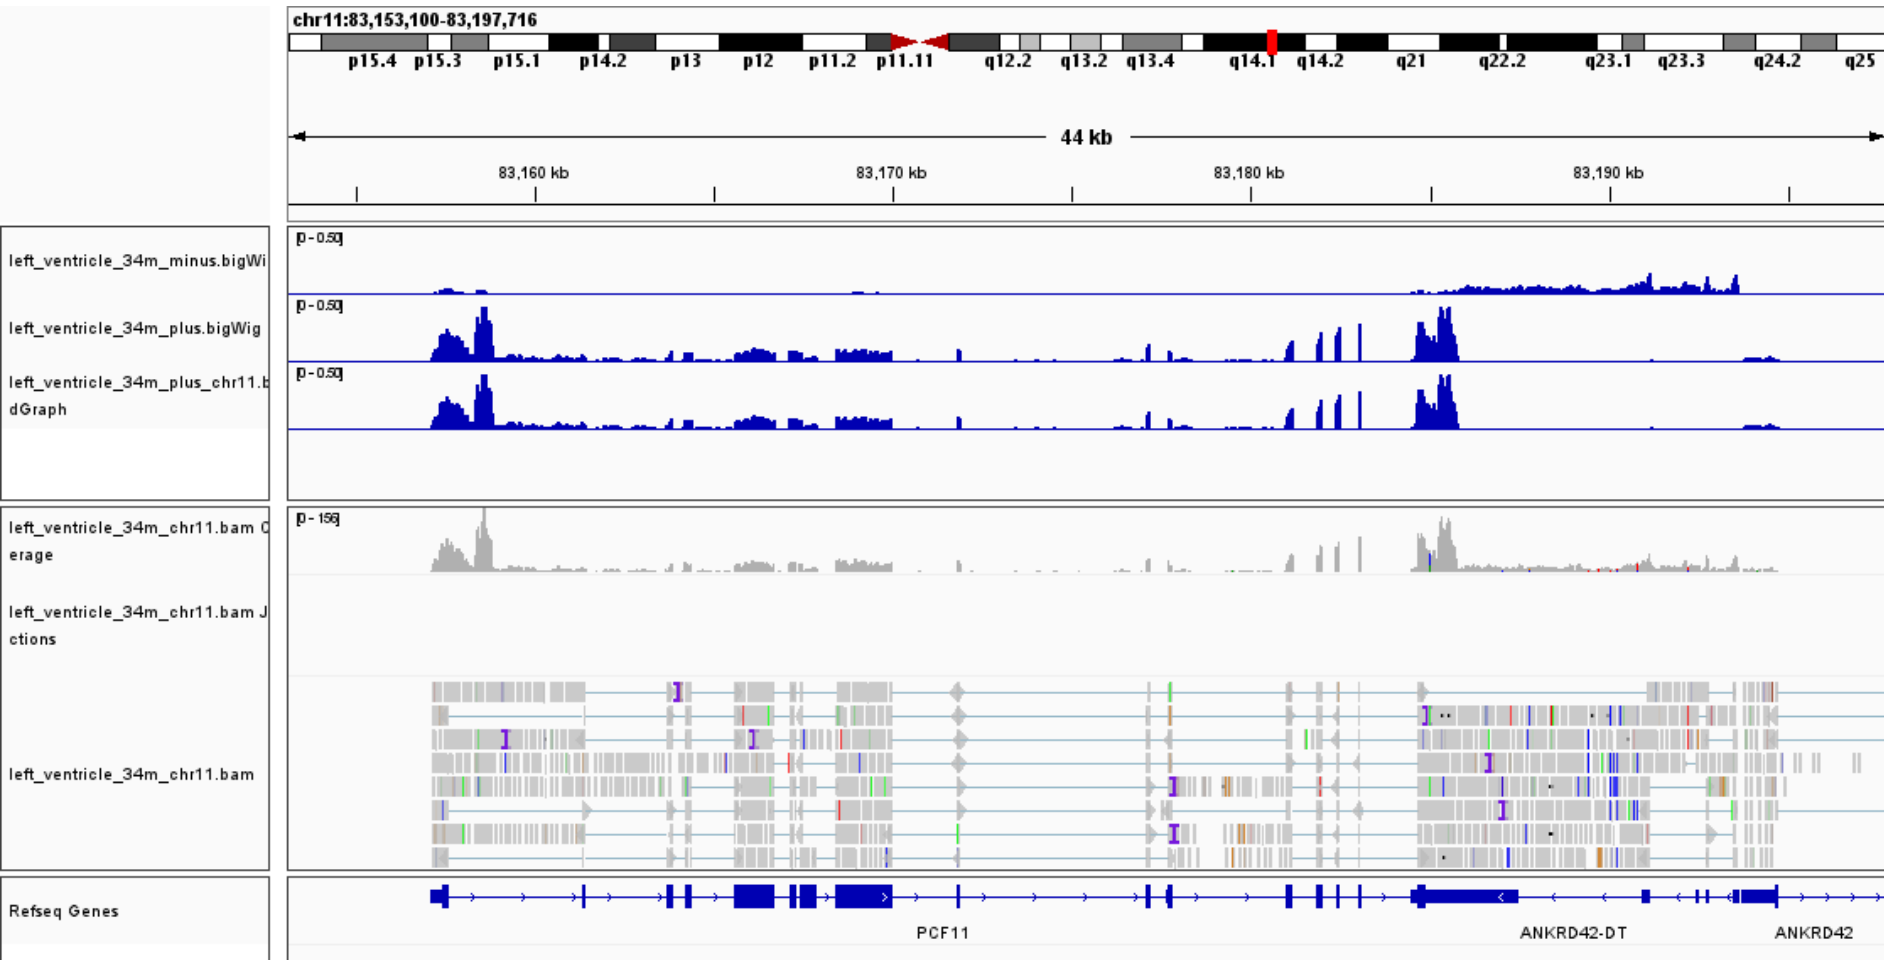 chr11:83,153,100-83,197,716
p15.4 p15.3 p15.1 p14.2 p13 p12 p11.2 p11.11 q12.2 q13.2 q13.4 q14.1 q14.2 q21 q22.2 q23.1 q23.3 q24.2 q25
44 kb
83,160 kb 83,170 kb 83,180 kb 83,190 kb
[0 - 0.50]
left_ventricle_34m_minus.bigWi
[0 - 0.50]
left_ventricle_34m_plus.bigWig
[0 - 0.50]
left_ventricle_34m_plus_chr11.b
dGraph
[0 - 156]
left_ventricle_34m_chr11.bam C
erage
left_ventricle_34m_chr11.bam J
ctions
left_ventricle_34m_chr11.bam
Refseq Genes
PCF11 ANKRD42-DT ANKRD42